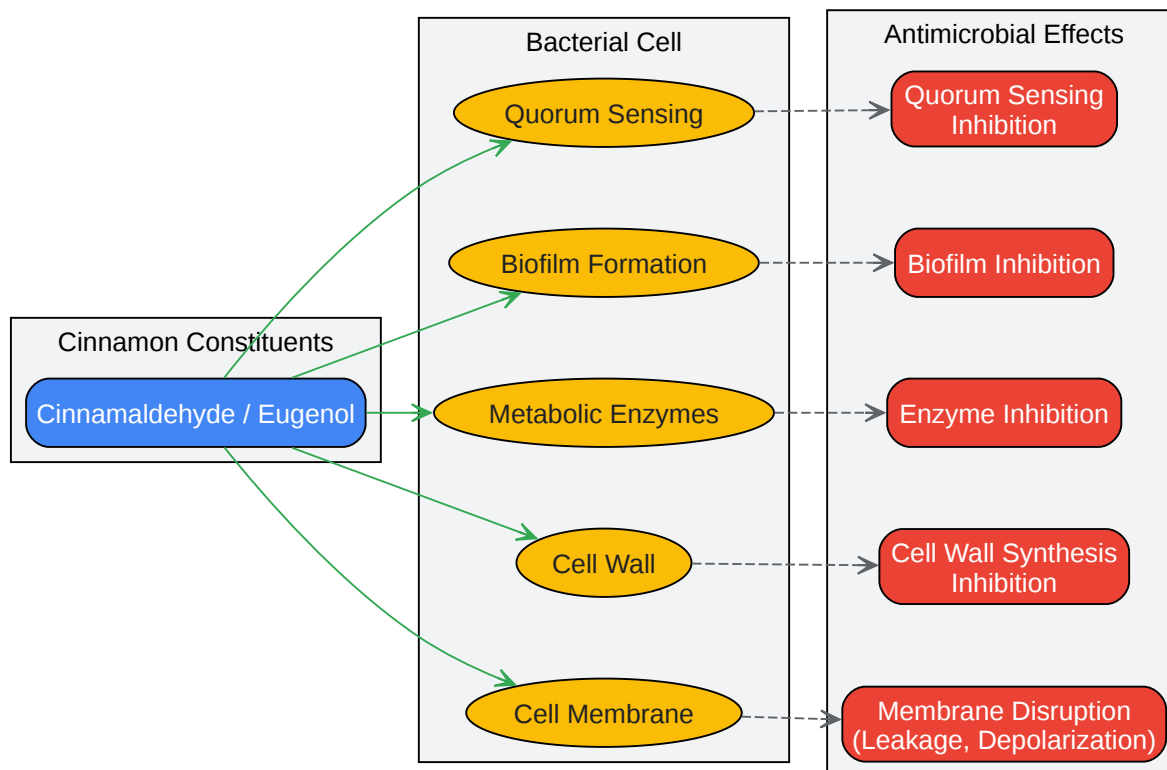 Cinnamon Constituents
Cinnamaldehyde / Eugenol
Bacterial Cell
Quorum Sensing
Biofilm Formation
Metabolic Enzymes
Cell Wall
Cell Membrane
Antimicrobial Effects
Quorum Sensing
Inhibition
Biofilm Inhibition
Enzyme Inhibition
Cell Wall Synthesis
Inhibition
Membrane Disruption
(Leakage, Depolarization)